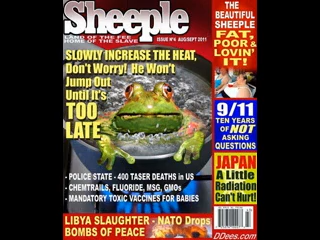 Sheeple
LAND OF THE FEE
HOME OF THE SLAVE
ISSUE Nº4 AUG/SEPT 2011
SLOWLY INCREASE THE HEAT,
Don't Worry! He Won't
Jump Out
Until It's
TOO
LATE
- POLICE STATE - 400 TASER DEATHS in US
- CHEMTRAILS, FLUORIDE, MSG, GMOs
- MANDATORY TOXIC VACCINES FOR BABIES
LIBYA SLAUGHTER - NATO Drops
BOMBS OF PEACE
THE
BEAUTIFUL
SHEEPLE
FAT,
POOR &
LOVIN'
IT!
9/11
TEN YEARS
OF NOT
ASKING
QUESTIONS
JAPAN
A Little
Radiation
Can't Hurt!
DDees.com